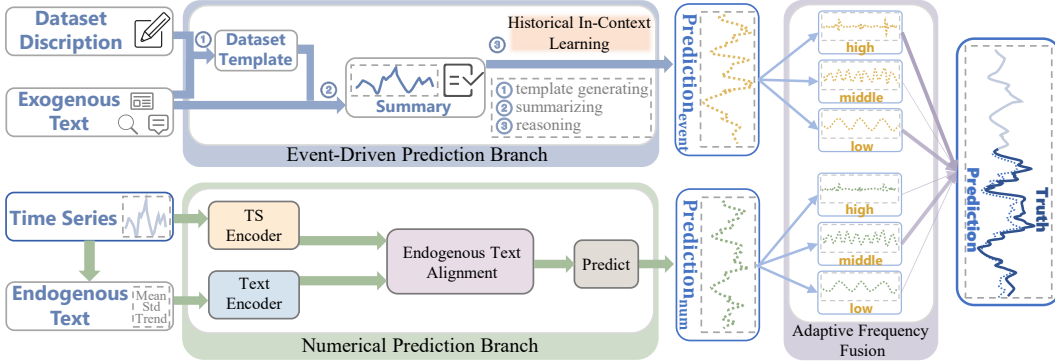 Dataset
Discription
Exogenous
Text
①
Dataset
Template
②
Summary
③
Historical In-Context
Learning
① template generating
② summarizing
③ reasoning
Event-Driven Prediction Branch
Prediction event
high
middle
low
Time Series
Endogenous
Text
Mean
Std
Trend
TS
Encoder
Text
Encoder
Endogenous Text
Alignment
Predict
Numerical Prediction Branch
Prediction num
high
middle
low
Adaptive Frequency
Fusion
Truth
Prediction